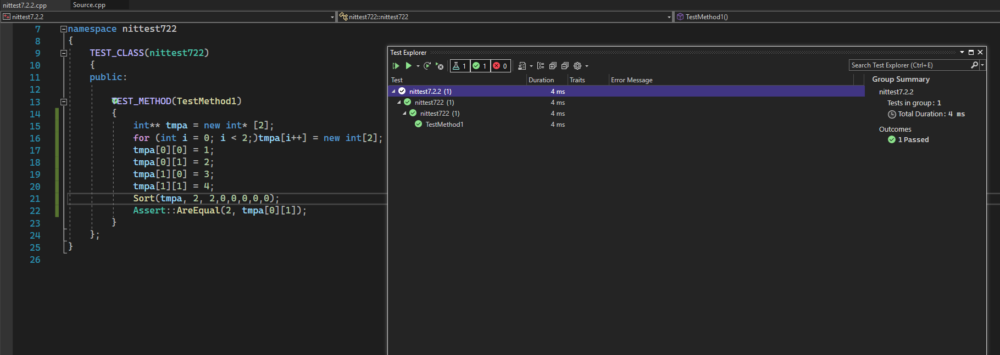 nittest7.2.2.cpp Source.cpp
nittest7.2.2 nittest722::nittest722 TestMethod1()
7 namespace nittest722
8 {
9 TEST_CLASS(nittest722)
10 {
11 public:
12
13 TEST_METHOD(TestMethod1)
14 {
15 int** tmpa = new int* [2];
16 for (int i = 0; i < 2;)tmpa[i++] = new int[2];
17 tmpa[0][0] = 1;
18 tmpa[0][1] = 2;
19 tmpa[1][0] = 3;
20 tmpa[1][1] = 4;
21 Sort(tmpa, 2, 2,0,0,0,0,0);
22 Assert::AreEqual(2, tmpa[0][1]);
23 }
24 };
25 }
26
Test Explorer
1 1 0 Search Test Explorer (Ctrl+E)
Test Duration Traits Error Message
nittest7.2.2 (1) 4 ms
nittest722 (1) 4 ms
nittest722 (1) 4 ms
TestMethod1 4 ms
Group Summary
nittest7.2.2
Tests in group: 1
Total Duration: 4 ms
Outcomes
1 Passed